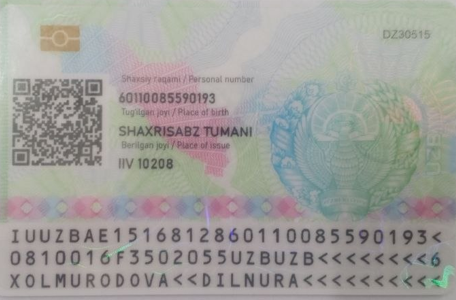 DZ30515
Shaxsiy raqami / Personal number
60110085590193
Tug'ilgan joyi / Place of birth
SHAXRISABZ TUMANI
Berilgan joyi / Place of issue
IIV 10208
IUUZBAE1516812860110085590193<
0810016F3502055UZBUZB<<<<<<<6
XOLMURODOVA<<DILNURA<<<<<<<<<